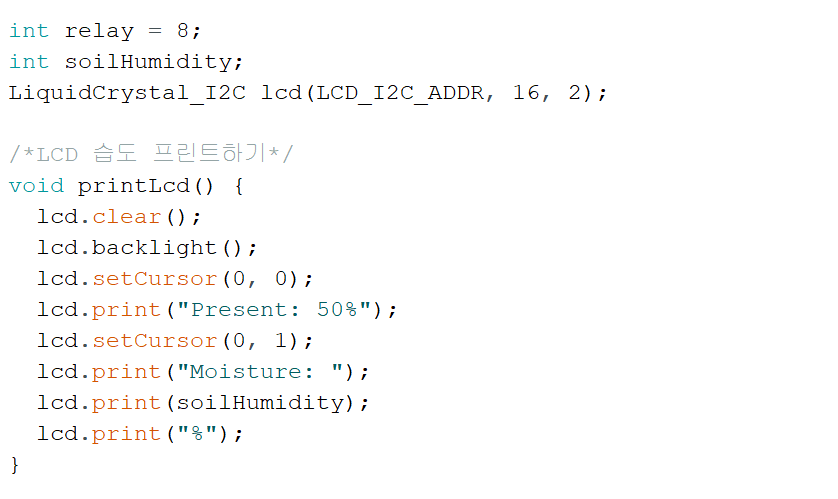 int relay = 8;
int soilHumidity;
LiquidCrystal_I2C lcd(LCD_I2C_ADDR, 16, 2);
/*LCD 습도 프린트하기*/
void printLcd() {
  lcd.clear();
  lcd.backlight();
  lcd.setCursor(0, 0);
  lcd.print("Present: 50%");
  lcd.setCursor(0, 1);
  lcd.print("Moisture: ");
  lcd.print(soilHumidity);
  lcd.print("%");
}